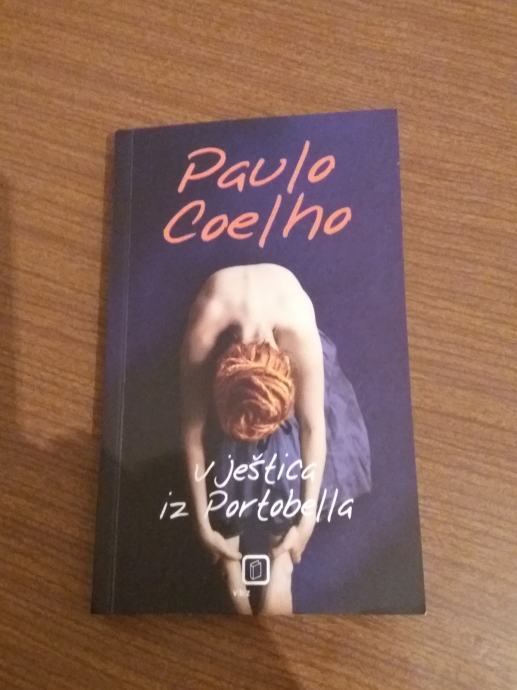 Paulo
Coelho
vještica
iz Portobella
v b z